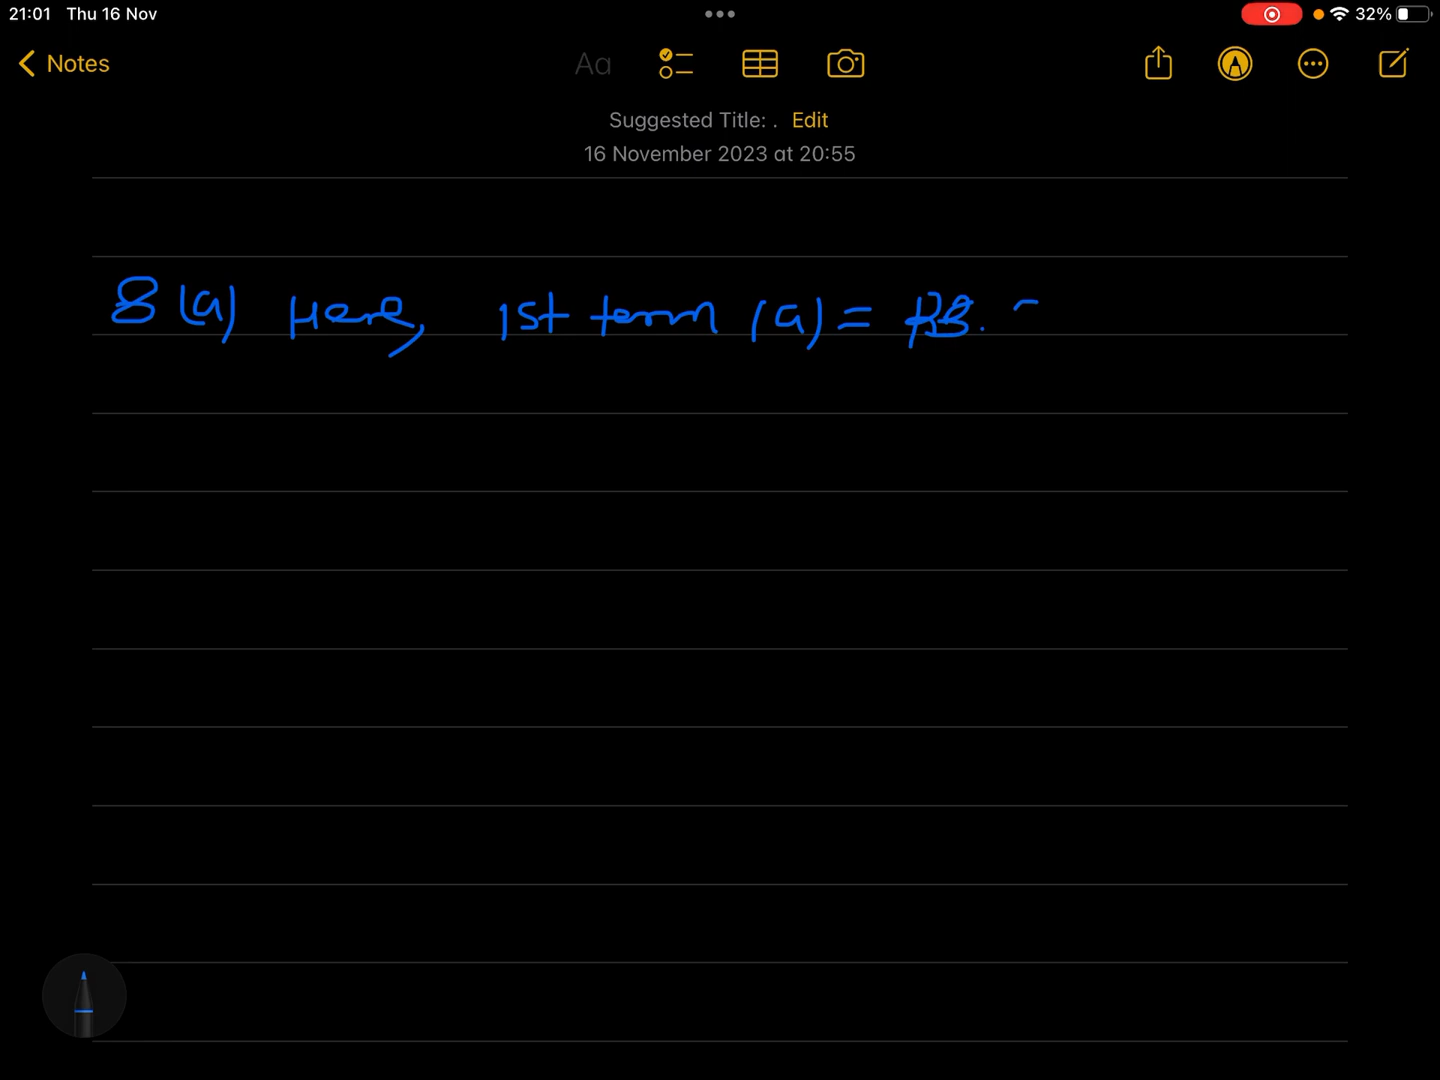 21:01 Thu 16 Nov
32%
Notes
Aa
Suggested Title: . Edit
16 November 2023 at 20:55
8 (a) Here, 1st term (a) = RS.